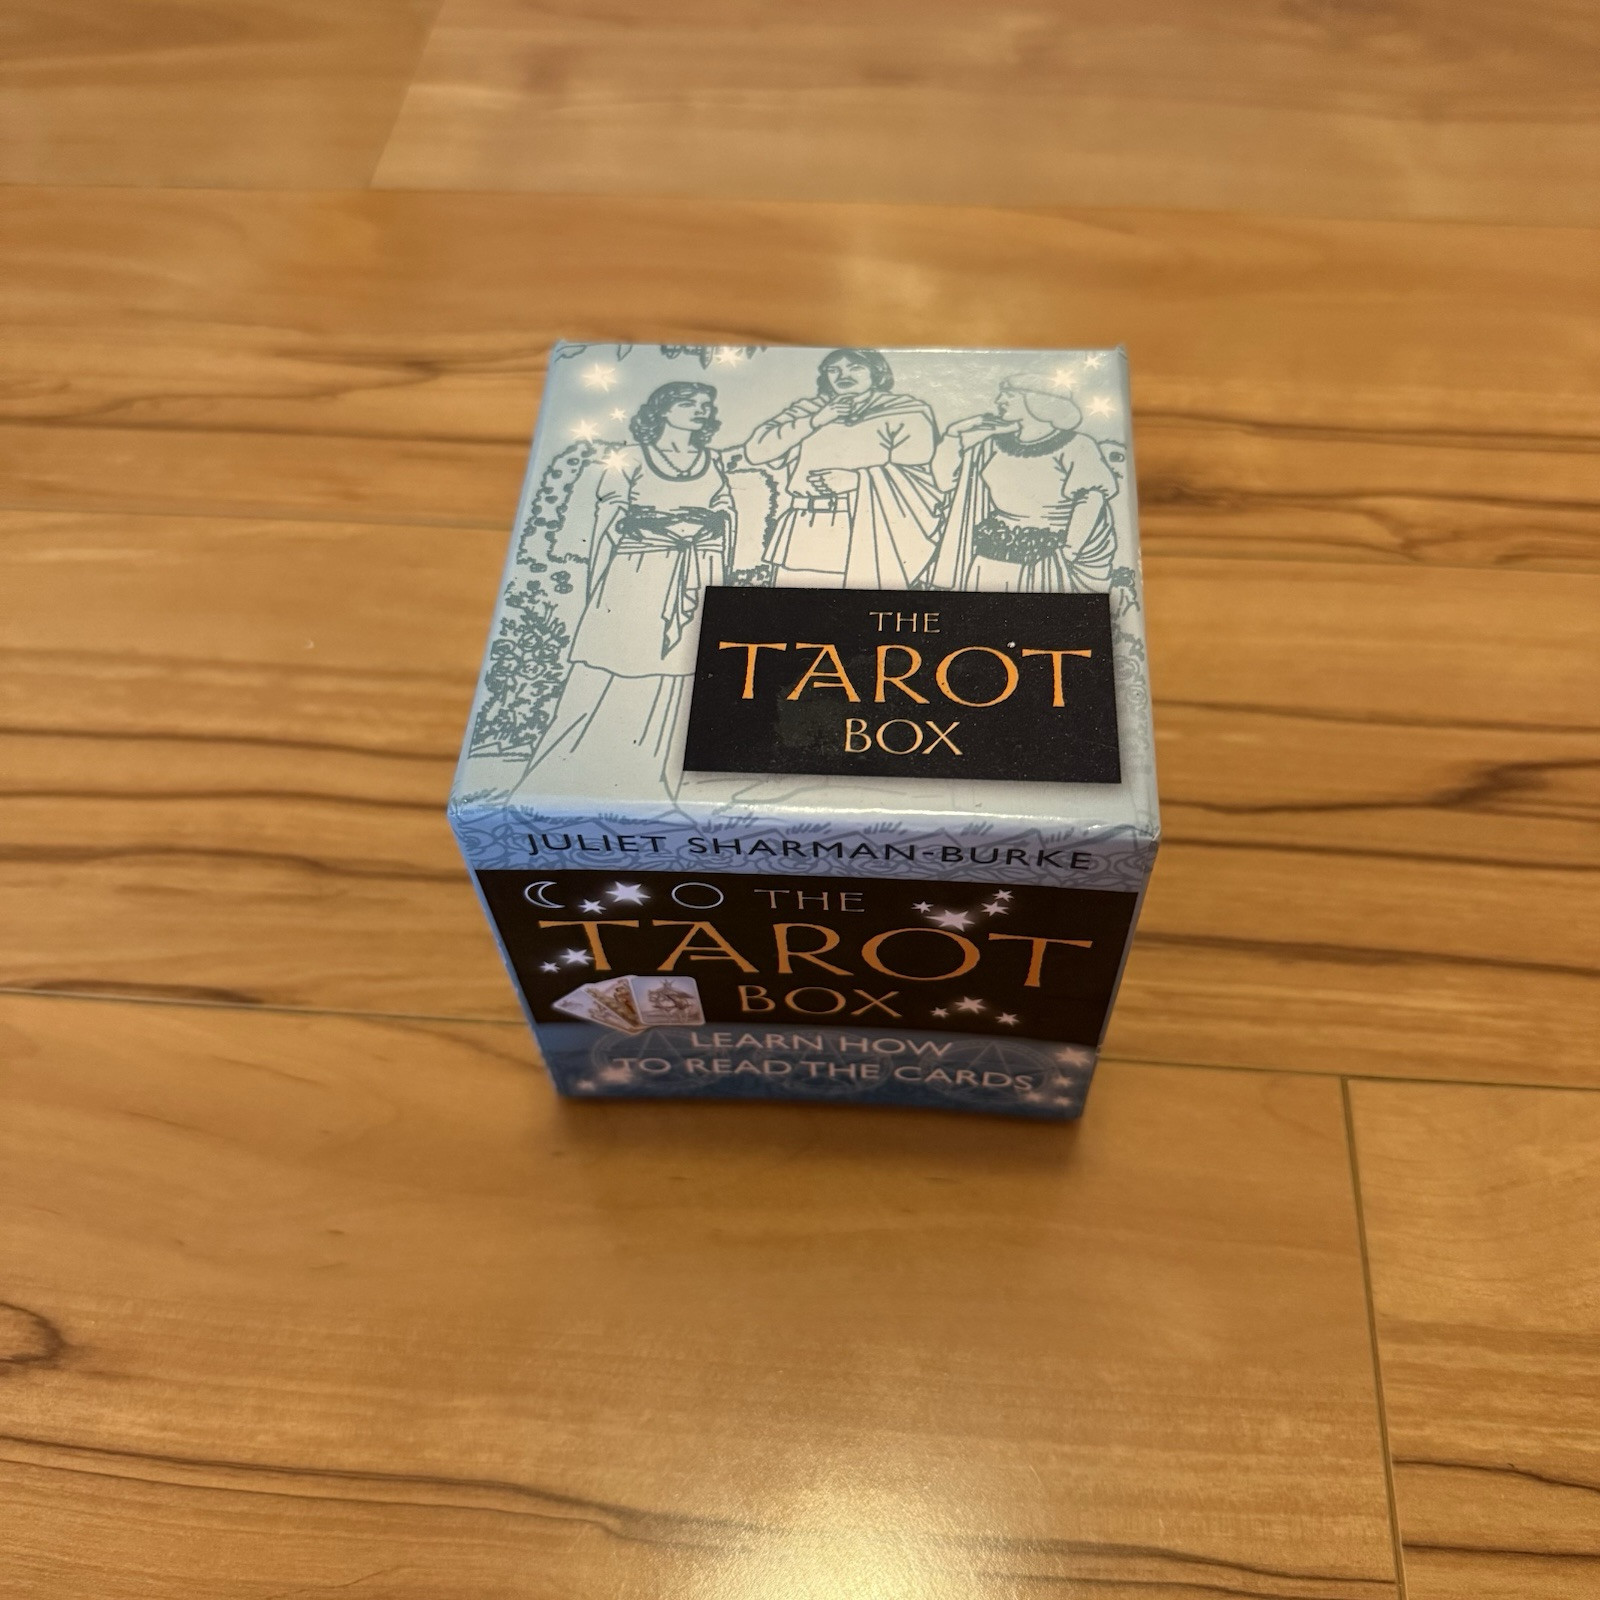 THE
TAROT
BOX
JULIET SHARMAN-BURKE
THE
TAROT
BOX
LEARN HOW
TO READ THE CARDS